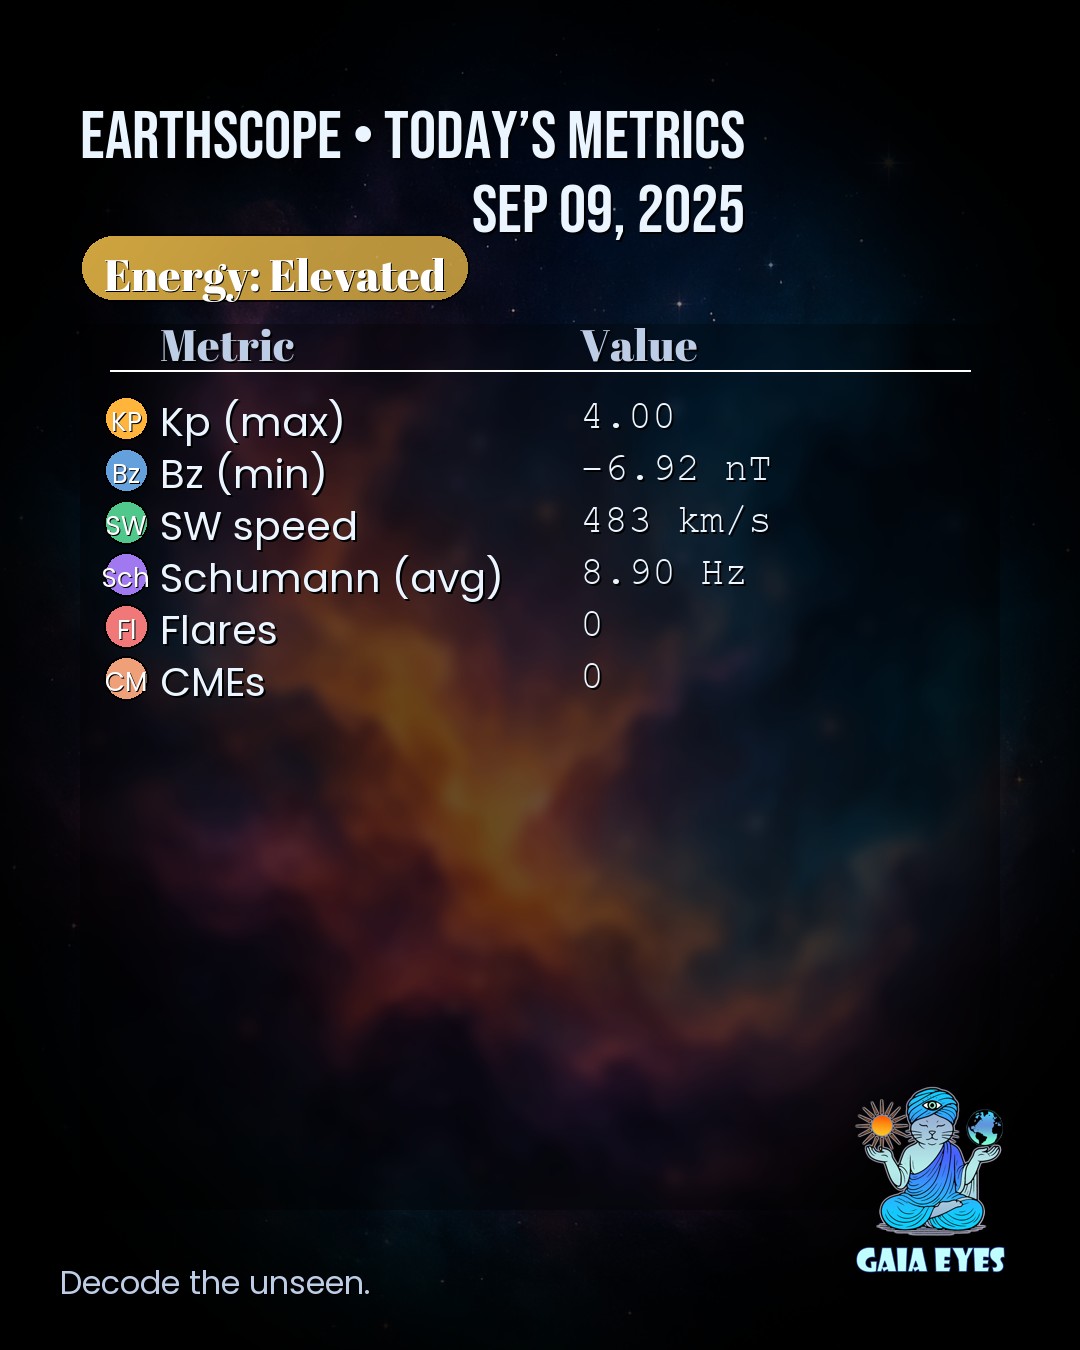 EARTHSCOPE • TODAY’S METRICS
SEP 09, 2025
Energy: Elevated
Metric Value
KP Kp (max) 4.00
Bz Bz (min) -6.92 nT
SW SW speed 483 km/s
Sch Schumann (avg) 8.90 Hz
Fl Flares 0
CM CMEs 0
GAIA EYES
Decode the unseen.